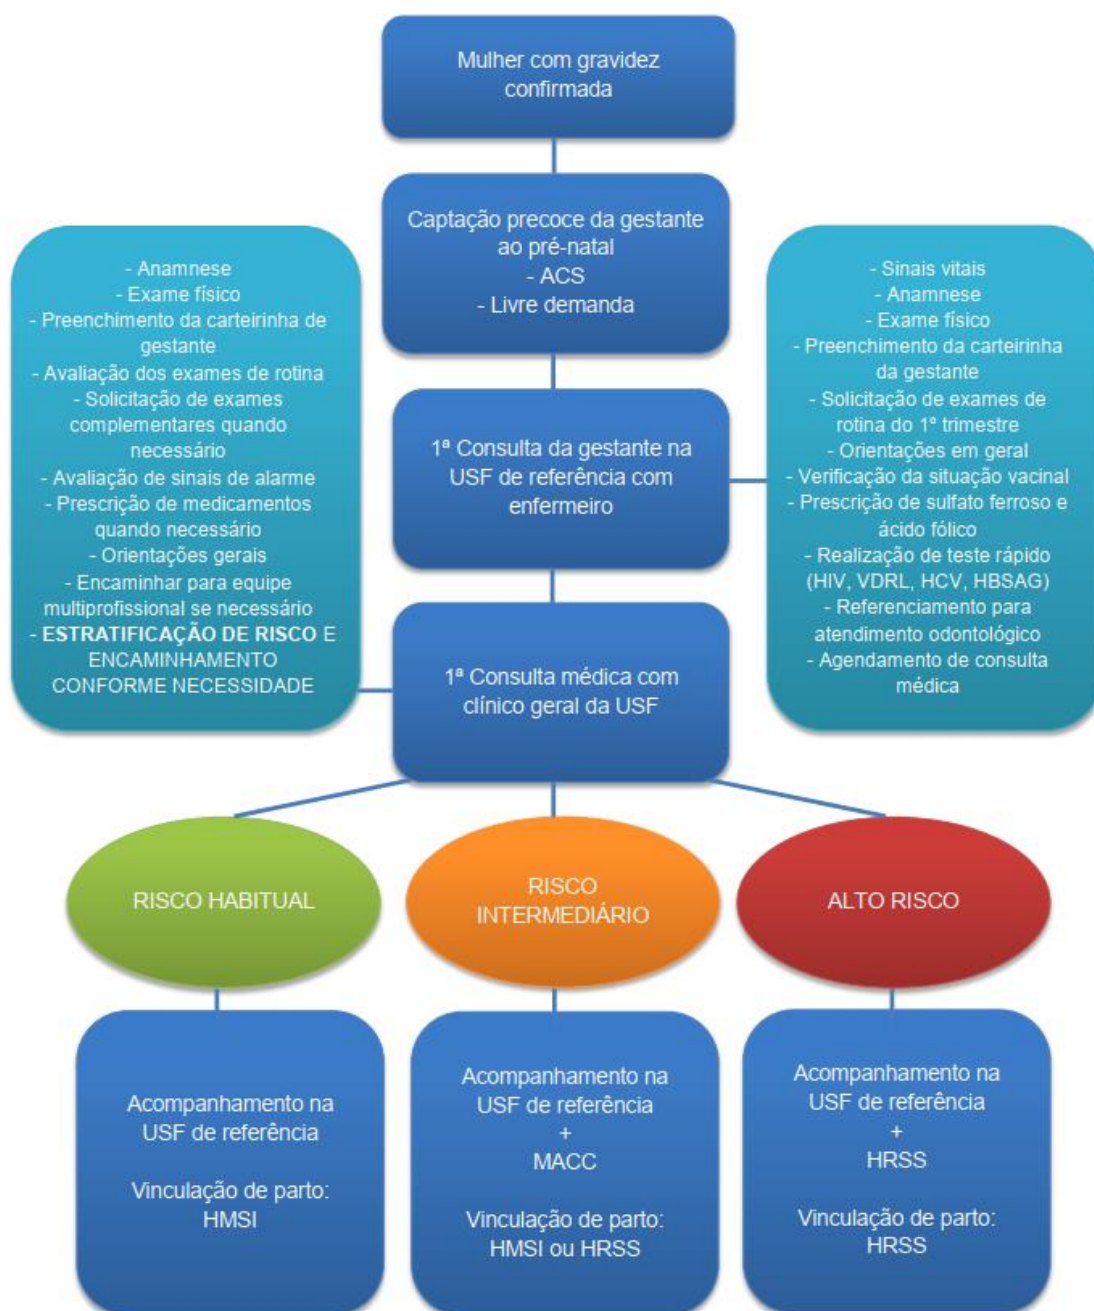 Mulher com gravidez
confirmada
Captação precoce da gestante
ao pré-natal
- ACS
- Livre demanda
- Anamnese
- Exame físico
- Preenchimento da carteirinha de
gestante
- Avaliação dos exames de rotina
- Solicitação de exames
complementares quando
necessário
- Avaliação de sinais de alarme
- Prescrição de medicamentos
quando necessário
- Orientações gerais
- Encaminhar para equipe
multiprofissional se necessário
- ESTRATIFICAÇÃO DE RISCO E
ENCAMINHAMENTO
CONFORME NECESSIDADE
1ª Consulta da gestante na
USF de referência com
enfermeiro
- Sinais vitais
- Anamnese
- Exame físico
- Preenchimento da carteirinha
da gestante
- Solicitação de exames de
rotina do 1º trimestre
- Orientações em geral
- Verificação da situação vacinal
- Prescrição de sulfato ferroso e
ácido fólico
- Realização de teste rápido
(HIV, VDRL, HCV, HBSAG)
- Referenciamento para
atendimento odontológico
- Agendamento de consulta
médica
1ª Consulta médica com
clínico geral da USF
RISCO HABITUAL
RISCO
INTERMEDIÁRIO
ALTO RISCO
Acompanhamento na
USF de referência
Vinculação de parto:
HMSI
Acompanhamento na
USF de referência
+
MACC
Vinculação de parto:
HMSI ou HRSS
Acompanhamento na
USF de referência
+
HRSS
Vinculação de parto:
HRSS